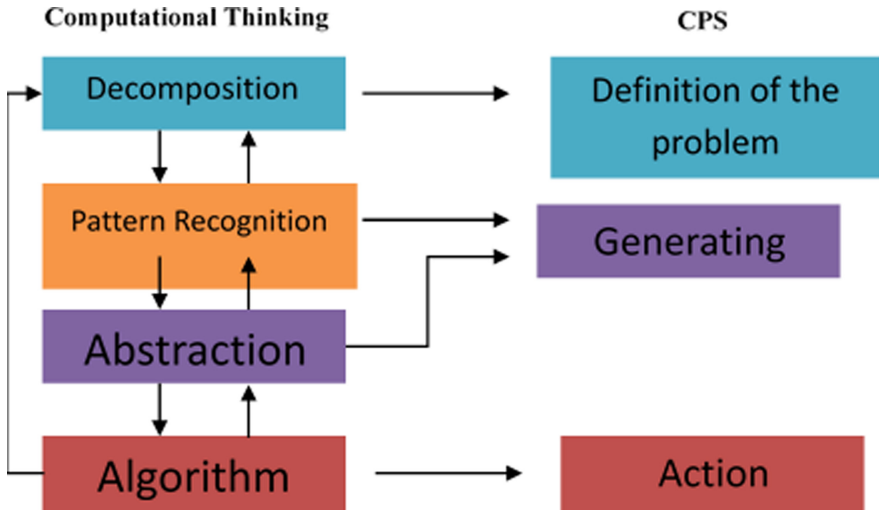 Computational Thinking
CPS
Decomposition
Definition of the
problem
Pattern Recognition
Generating
Abstraction
Algorithm
Action